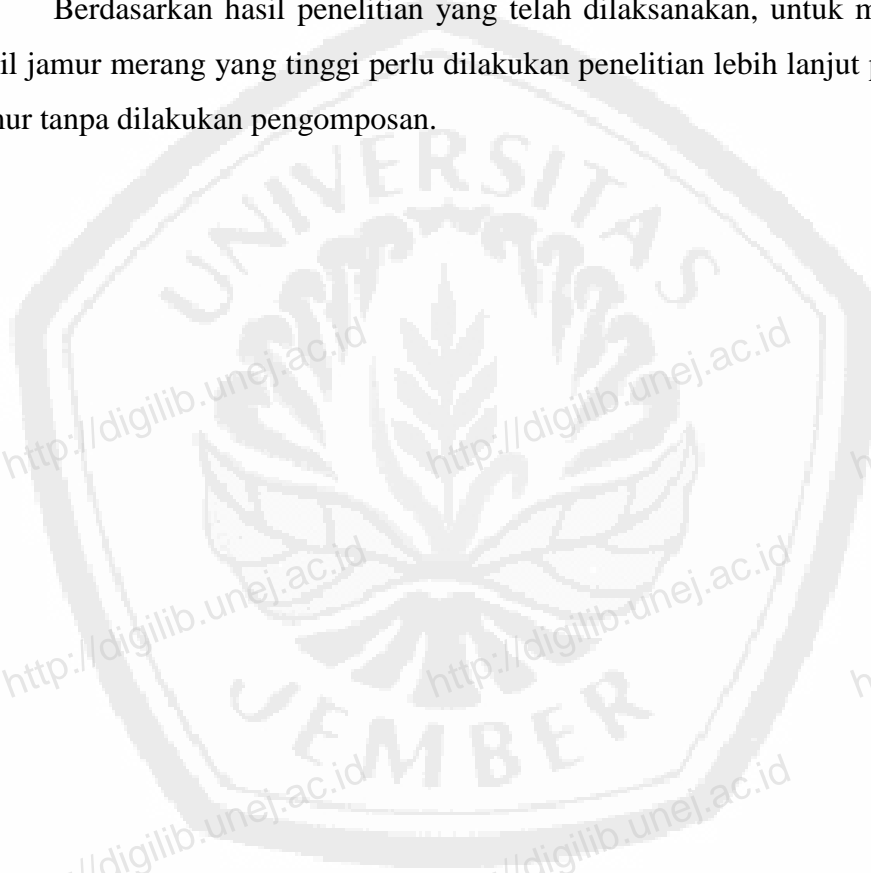 Berdasarkan hasil penelitian yang telah dilaksanakan, untuk m
il jamur merang yang tinggi perlu dilakukan penelitian lebih lanjut p
nur tanpa dilakukan pengomposan.
UNIVERSITAS
http://digilib.unej.ac.id
http://digilib.unej.ac.id
http://digilib.unej.ac.id
http://digilib.unej.ac.id
JEMBER
//digilib.unej.ac.id
//digilib.unej.ac.id